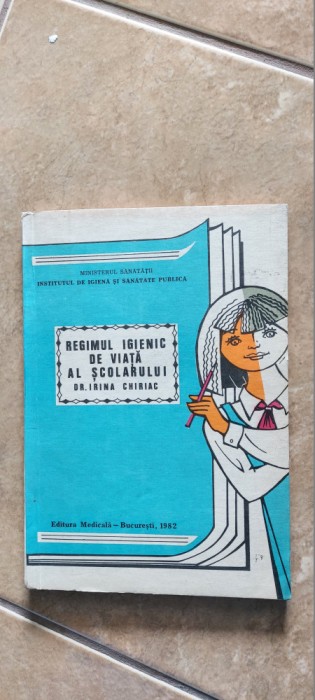 MINISTERUL SĂNĂTĂȚII
INSTITUTUL DE IGIENĂ ȘI SĂNĂTATE PUBLICĂ
REGIMUL IGIENIC
DE VIAȚĂ
AL ȘCOLARULUI
DR. IRINA CHIRIAC
Editura Medicală – București, 1982